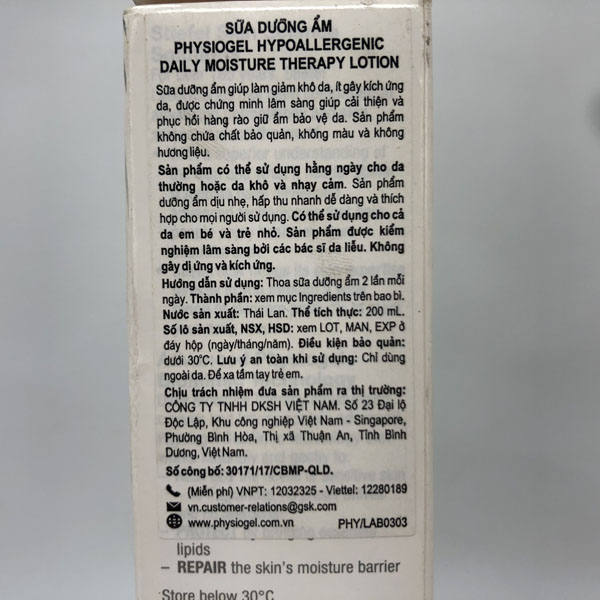 SỮA DƯỠNG ẨM
PHYSIOGEL HYPOALLERGENIC
DAILY MOISTURE THERAPY LOTION
Sữa dưỡng ẩm giúp làm giảm khô da, ít gây kích ứng
da, được chứng minh lâm sàng giúp cải thiện và
phục hồi hàng rào giữ ẩm bảo vệ da. Sản phẩm
không chứa chất bảo quản, không màu và không
hương liệu.
Sản phẩm có thể sử dụng hằng ngày cho da
thường hoặc da khô và nhạy cảm. Sản phẩm
dưỡng ẩm dịu nhẹ, hấp thu nhanh dễ dàng và thích
hợp cho mọi người sử dụng. Có thể sử dụng cho cả
da em bé và trẻ nhỏ. Sản phẩm được kiểm
nghiệm lâm sàng bởi các bác sĩ da liễu. Không
gây dị ứng và kích ứng.
Hướng dẫn sử dụng: Thoa sữa dưỡng ẩm 2 lần mỗi
ngày. Thành phần: xem mục Ingredients trên bao bì.
Nước sản xuất: Thái Lan. Thể tích thực: 200 mL.
Số lô sản xuất, NSX, HSD: xem LOT, MAN, EXP ở
đáy hộp (ngày/tháng/năm). Điều kiện bảo quản:
dưới 30°C. Lưu ý an toàn khi sử dụng: Chỉ dùng
ngoài da. Để xa tầm tay trẻ em.
Chịu trách nhiệm đưa sản phẩm ra thị trường:
CÔNG TY TNHH DKSH VIỆT NAM. Số 23 Đại lộ
Độc Lập, Khu công nghiệp Việt Nam - Singapore,
Phường Bình Hòa, Thị xã Thuận An, Tỉnh Bình
Dương, Việt Nam.
Số công bố: 30171/17/CBMP-QLD.
(Miễn phí) VNPT: 12032325 - Viettel: 12280189
vn.customer-relations@gsk.com
www.physiogel.com.vn PHY/LAB0303
lipids
– REPAIR the skin's moisture barrier
Store below 30°C